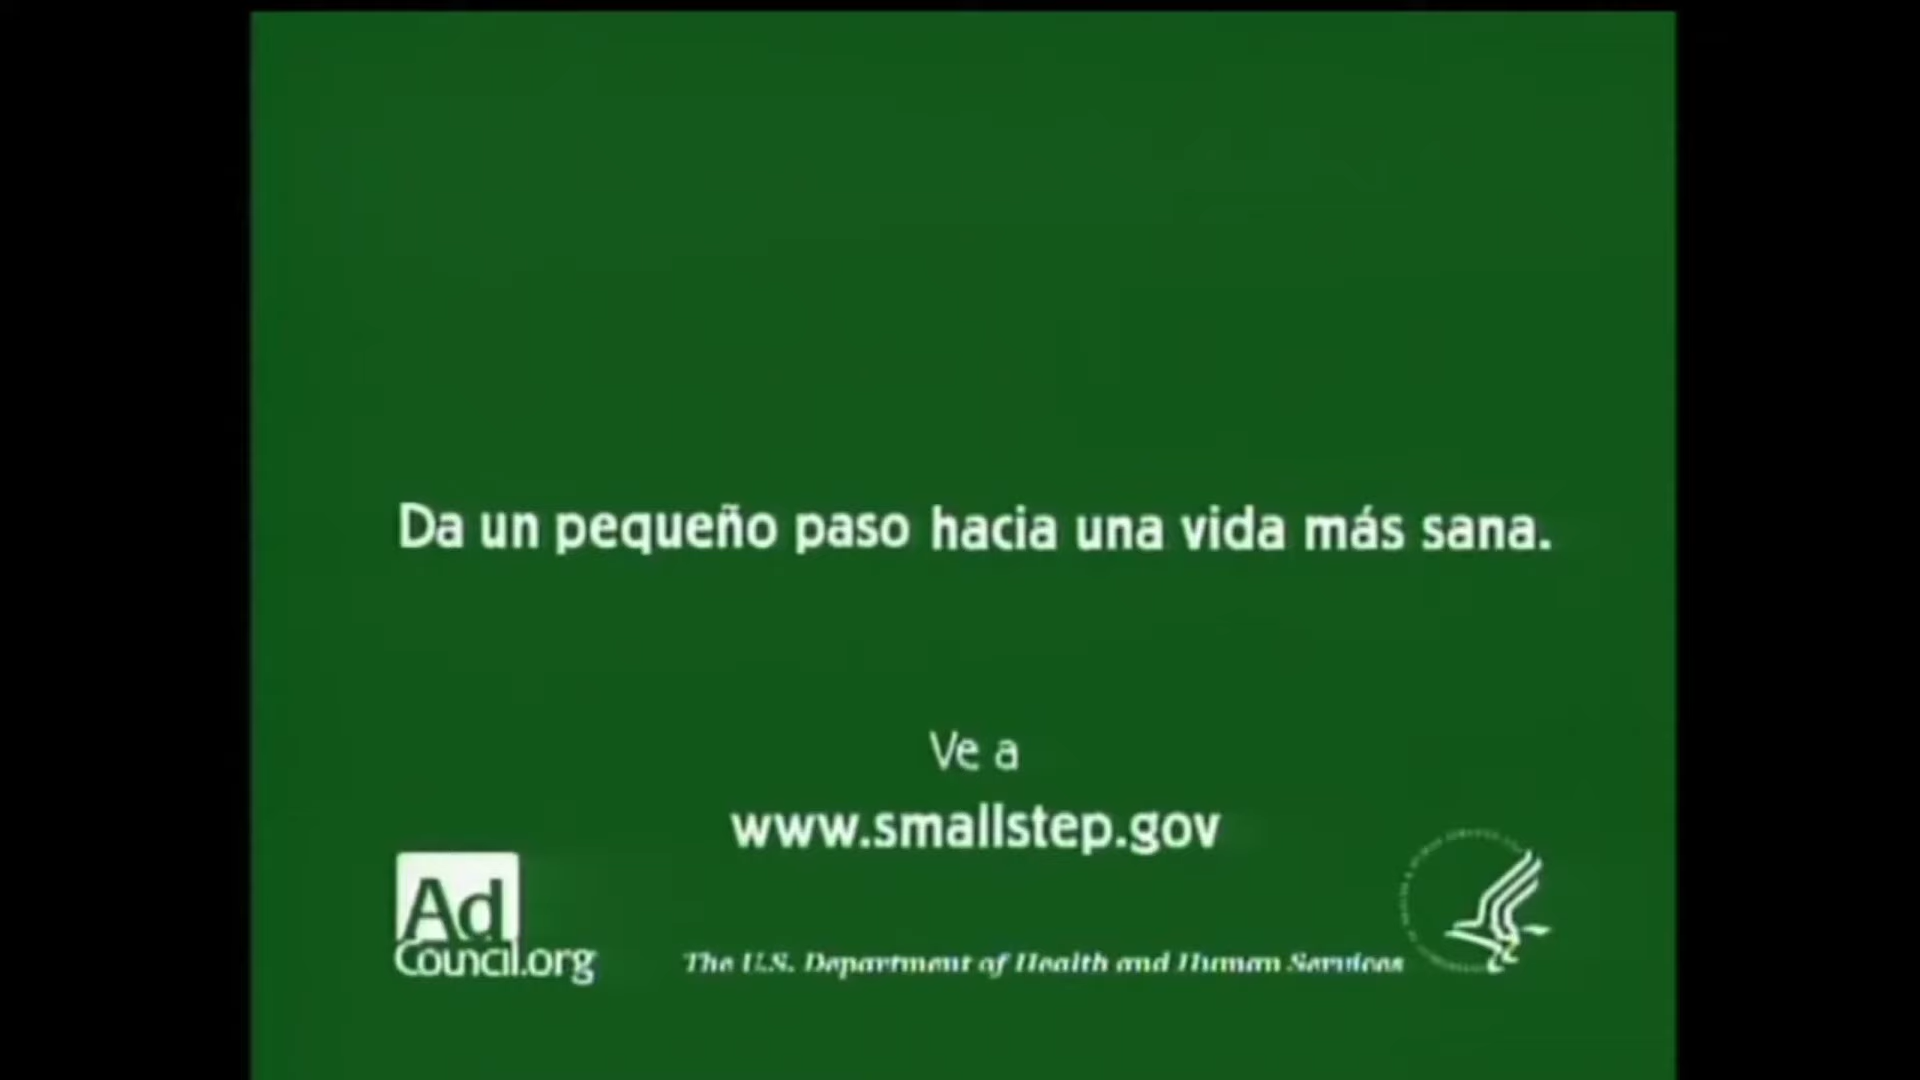 Da un pequeño paso hacia una vida más sana.
Ve a
www.smallstep.gov
Ad
Council.org
The U.S. Department of Health and Human Services